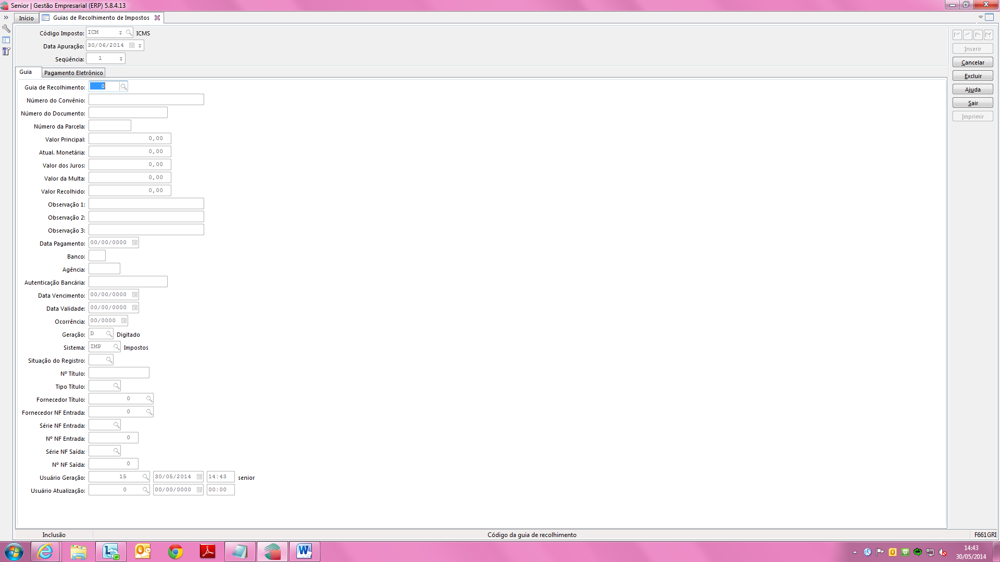 Senior | Gestão Empresarial (ERP) 5.8.4.13
Início Guias de Recolhimento de Impostos
Código Imposto: ICM ICMS
Data Apuração: 30/06/2014
Seqüência: 1
Guia Pagamento Eletrônico
Guia de Recolhimento: 0
Número do Convênio:
Número do Documento:
Número da Parcela:
Valor Principal: 0,00
Atual. Monetária: 0,00
Valor dos Juros: 0,00
Valor da Multa: 0,00
Valor Recolhido: 0,00
Observação 1:
Observação 2:
Observação 3:
Data Pagamento: 00/00/0000
Banco:
Agência:
Autenticação Bancária:
Data Vencimento: 00/00/0000
Data Validade: 00/00/0000
Ocorrência: 00/0000
Geração: D Digitado
Sistema: IMP Impostos
Situação do Registro:
Nº Título:
Tipo Título:
Fornecedor Título: 0
Fornecedor NF Entrada: 0
Série NF Entrada:
Nº NF Entrada: 0
Série NF Saída:
Nº NF Saída: 0
Usuário Geração: 15 30/05/2014 14:43 senior
Usuário Atualização: 0 00/00/0000 00:00
Inserir
Cancelar
Excluir
Ajuda
Sair
Imprimir
Inclusão Código da guia de recolhimento F661GRI
14:43
30/05/2014